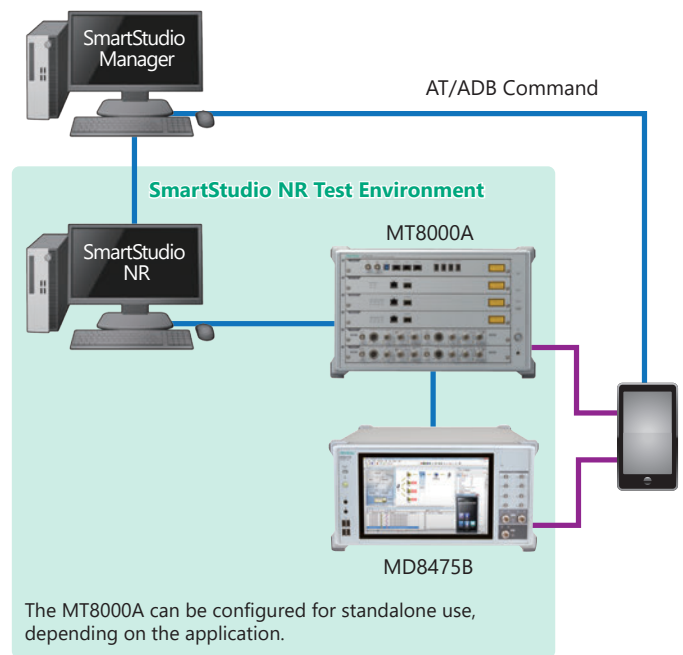 SmartStudio
Manager
AT/ADB Command
SmartStudio NR Test Environment
SmartStudio
NR
MT8000A
MD8475B
The MT8000A can be configured for standalone use,
depending on the application.